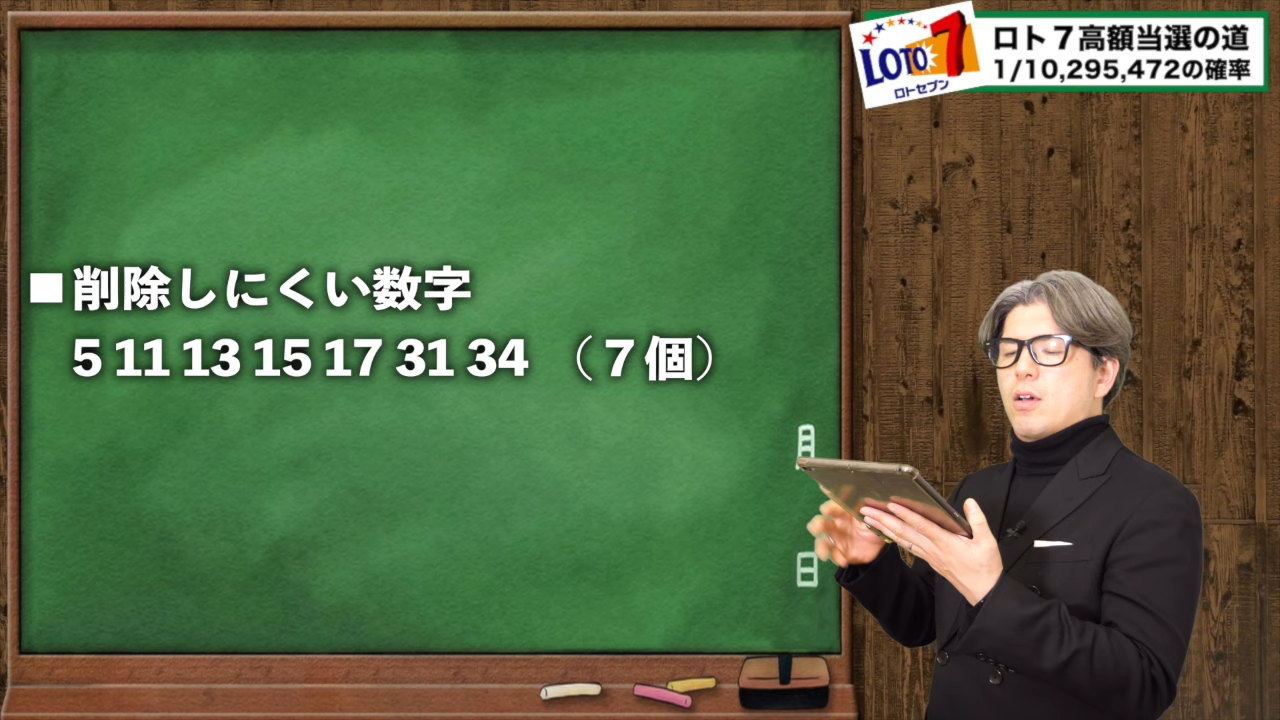 LOTO 7
ロトセブン
ロト７高額当選の道
1/10,295,472の確率
■削除しにくい数字
5 11 13 15 17 31 34 （７個）
日